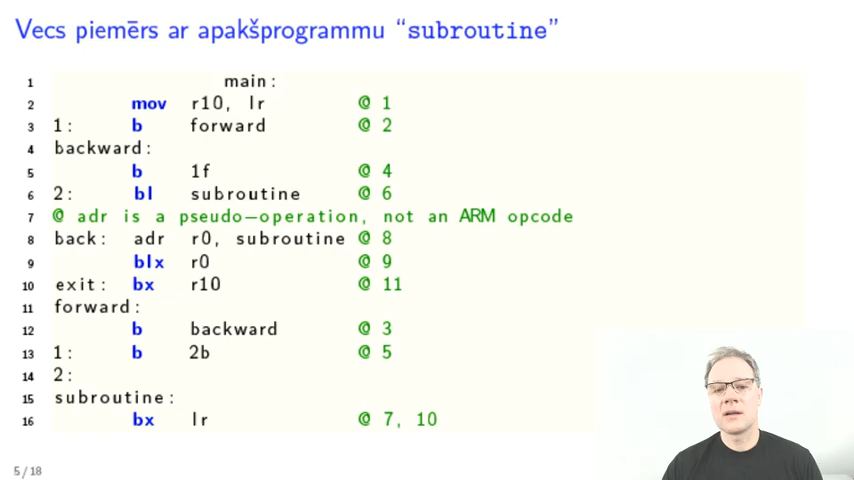 Vecs piemērs ar apakšprogrammu “subroutine”
1 main:
2 mov r10, lr @ 1
3 1: b forward @ 2
4 backward:
5 b 1f @ 4
6 2: bl subroutine @ 6
7 @ adr is a pseudo−operation, not an ARM opcode
8 back: adr r0, subroutine @ 8
9 blx r0 @ 9
10 exit: bx r10 @ 11
11 forward:
12 b backward @ 3
13 1: b 2b @ 5
14 2:
15 subroutine:
16 bx lr @ 7, 10
5 / 18